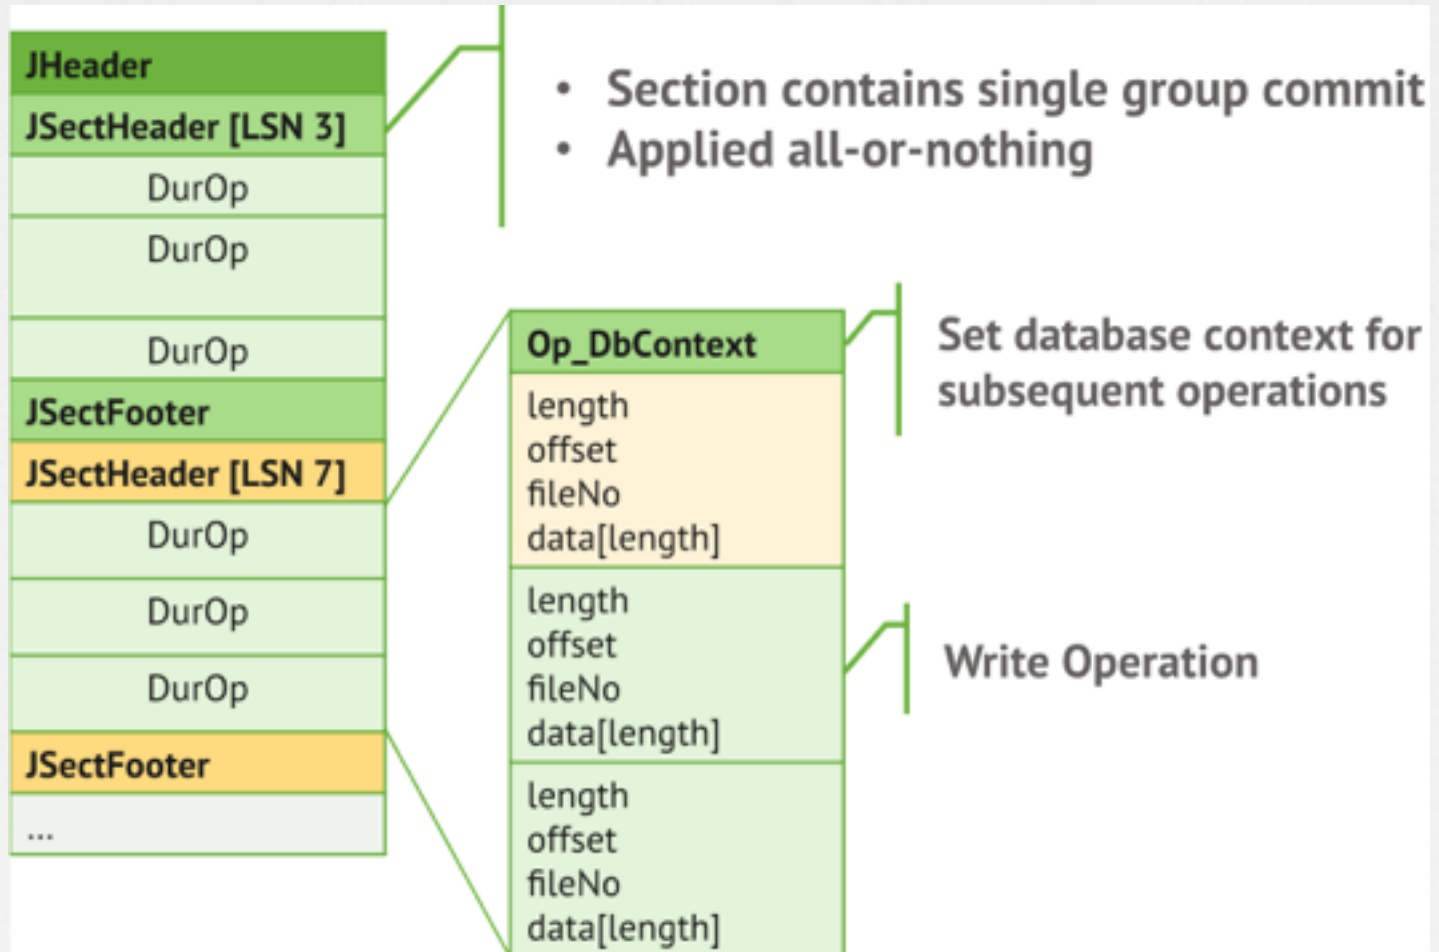 JHeader
JSectHeader [LSN 3]
DurOp
DurOp
DurOp
JSectFooter
JSectHeader [LSN 7]
DurOp
DurOp
DurOp
JSectFooter
...
• Section contains single group commit
• Applied all-or-nothing
Op_DbContext
length
offset
fileNo
data[length]
length
offset
fileNo
data[length]
length
offset
fileNo
data[length]
Set database context for
subsequent operations
Write Operation